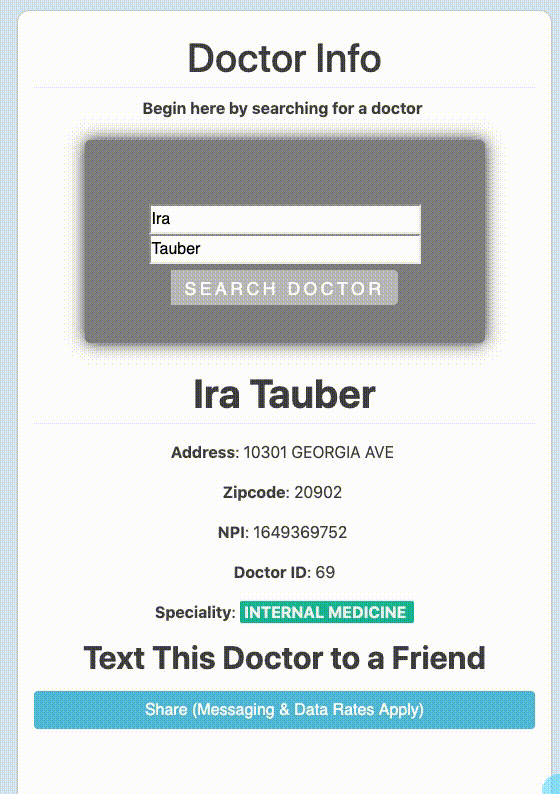 Doctor Info
Begin here by searching for a doctor
Ira
Tauber
SEARCH DOCTOR
Ira Tauber
Address: 10301 GEORGIA AVE
Zipcode: 20902
NPI: 1649369752
Doctor ID: 69
Speciality: INTERNAL MEDICINE
Text This Doctor to a Friend
Share (Messaging & Data Rates Apply)